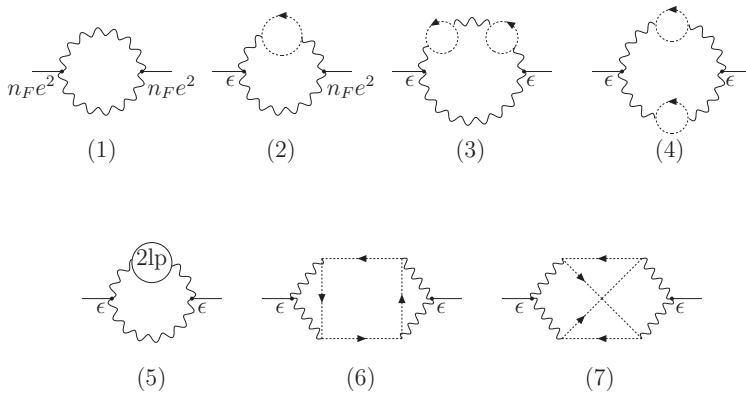 n_F e^2 n_F e^2 ϵ n_F e^2 ϵ ϵ ϵ ϵ
(1) (2) (3) (4)
2lp
ϵ ϵ ϵ ϵ ϵ ϵ
(5) (6) (7)